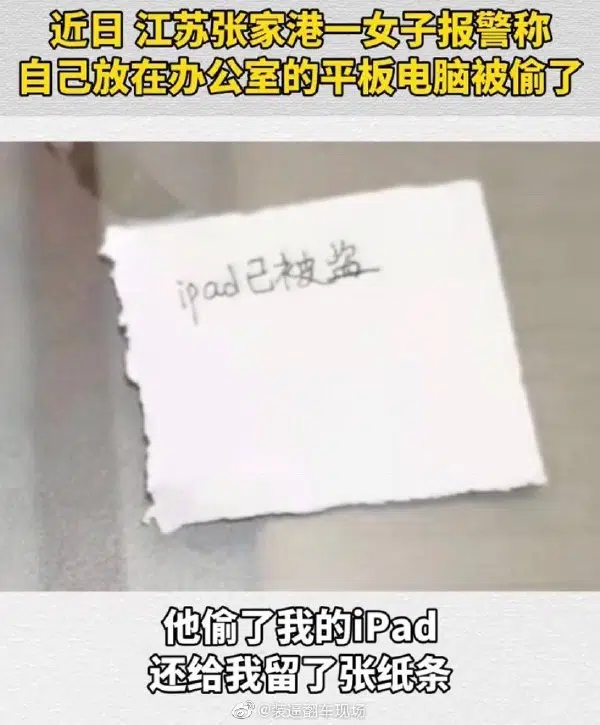 近日 江苏张家港一女子报警称
自己放在办公室的平板电脑被偷了
ipad已被盗
他偷了我的iPad
还给我留了张纸条
@装逼翻车现场